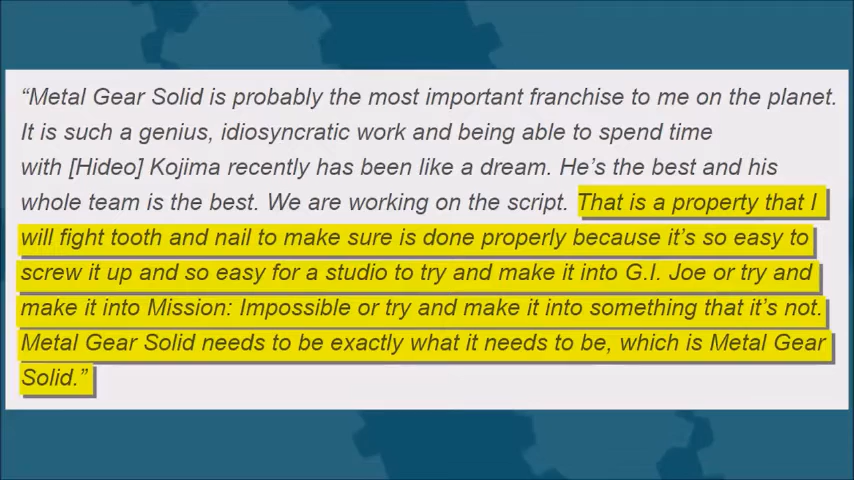 “Metal Gear Solid is probably the most important franchise to me on the planet.
It is such a genius, idiosyncratic work and being able to spend time
with [Hideo] Kojima recently has been like a dream. He’s the best and his
whole team is the best. We are working on the script. That is a property that I
will fight tooth and nail to make sure is done properly because it’s so easy to
screw it up and so easy for a studio to try and make it into G.I. Joe or try and
make it into Mission: Impossible or try and make it into something that it’s not.
Metal Gear Solid needs to be exactly what it needs to be, which is Metal Gear
Solid.”